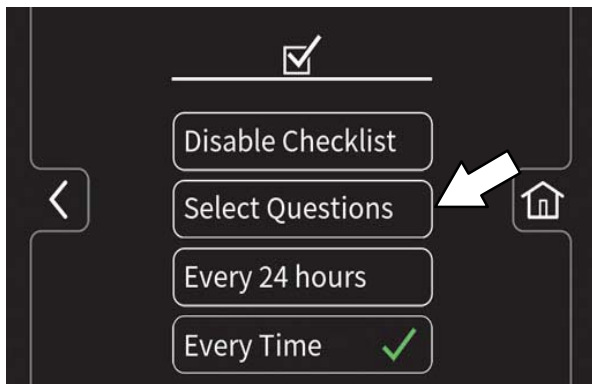 Disable Checklist
Select Questions
Every 24 hours
Every Time